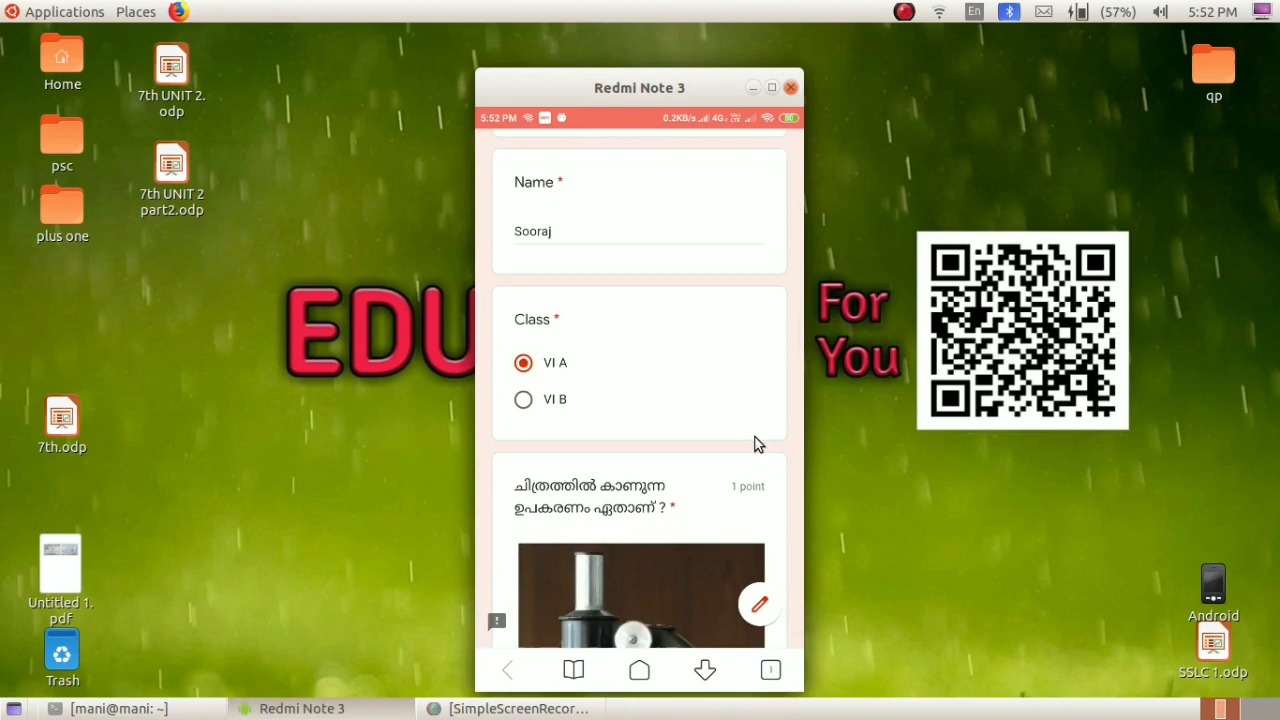 Applications Places
En
(57%)
5:52 PM
Home
7th UNIT 2.
odp
psc
7th UNIT 2
part2.odp
plus one
7th.odp
Untitled 1.
pdf
Trash
qp
Android
SSLC 1.odp
EDU
For
You
Redmi Note 3
5:52 PM
0.2KB/s
4G
60
Name *
Sooraj
Class *
VI A
VI B
ചിത്രത്തിൽ കാണുന്ന
1 point
ഉപകരണം ഏതാണ് ? *
[mani@mani: ~]
Redmi Note 3
[SimpleScreenRecor...